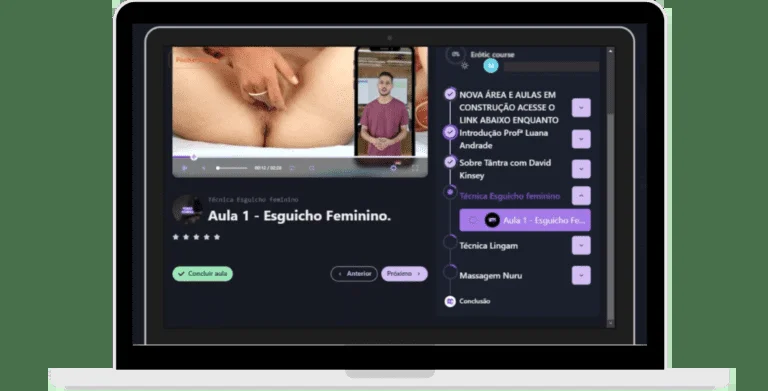 Erótic course
NOVA ÁREA E AULAS EM
CONSTRUÇÃO ACESSE O
LINK ABAIXO ENQUANTO
Introdução Profª Luana
Andrade
Sobre Tântra com David
Kinsey
Técnica Esguicho feminino
Aula 1 - Esguicho Fe...
Técnica Lingam
Massagem Nuru
Conclusão
Técnica Esguicho Feminino
Aula 1 - Esguicho Feminino.
Concluir aula
Anterior
Próximo